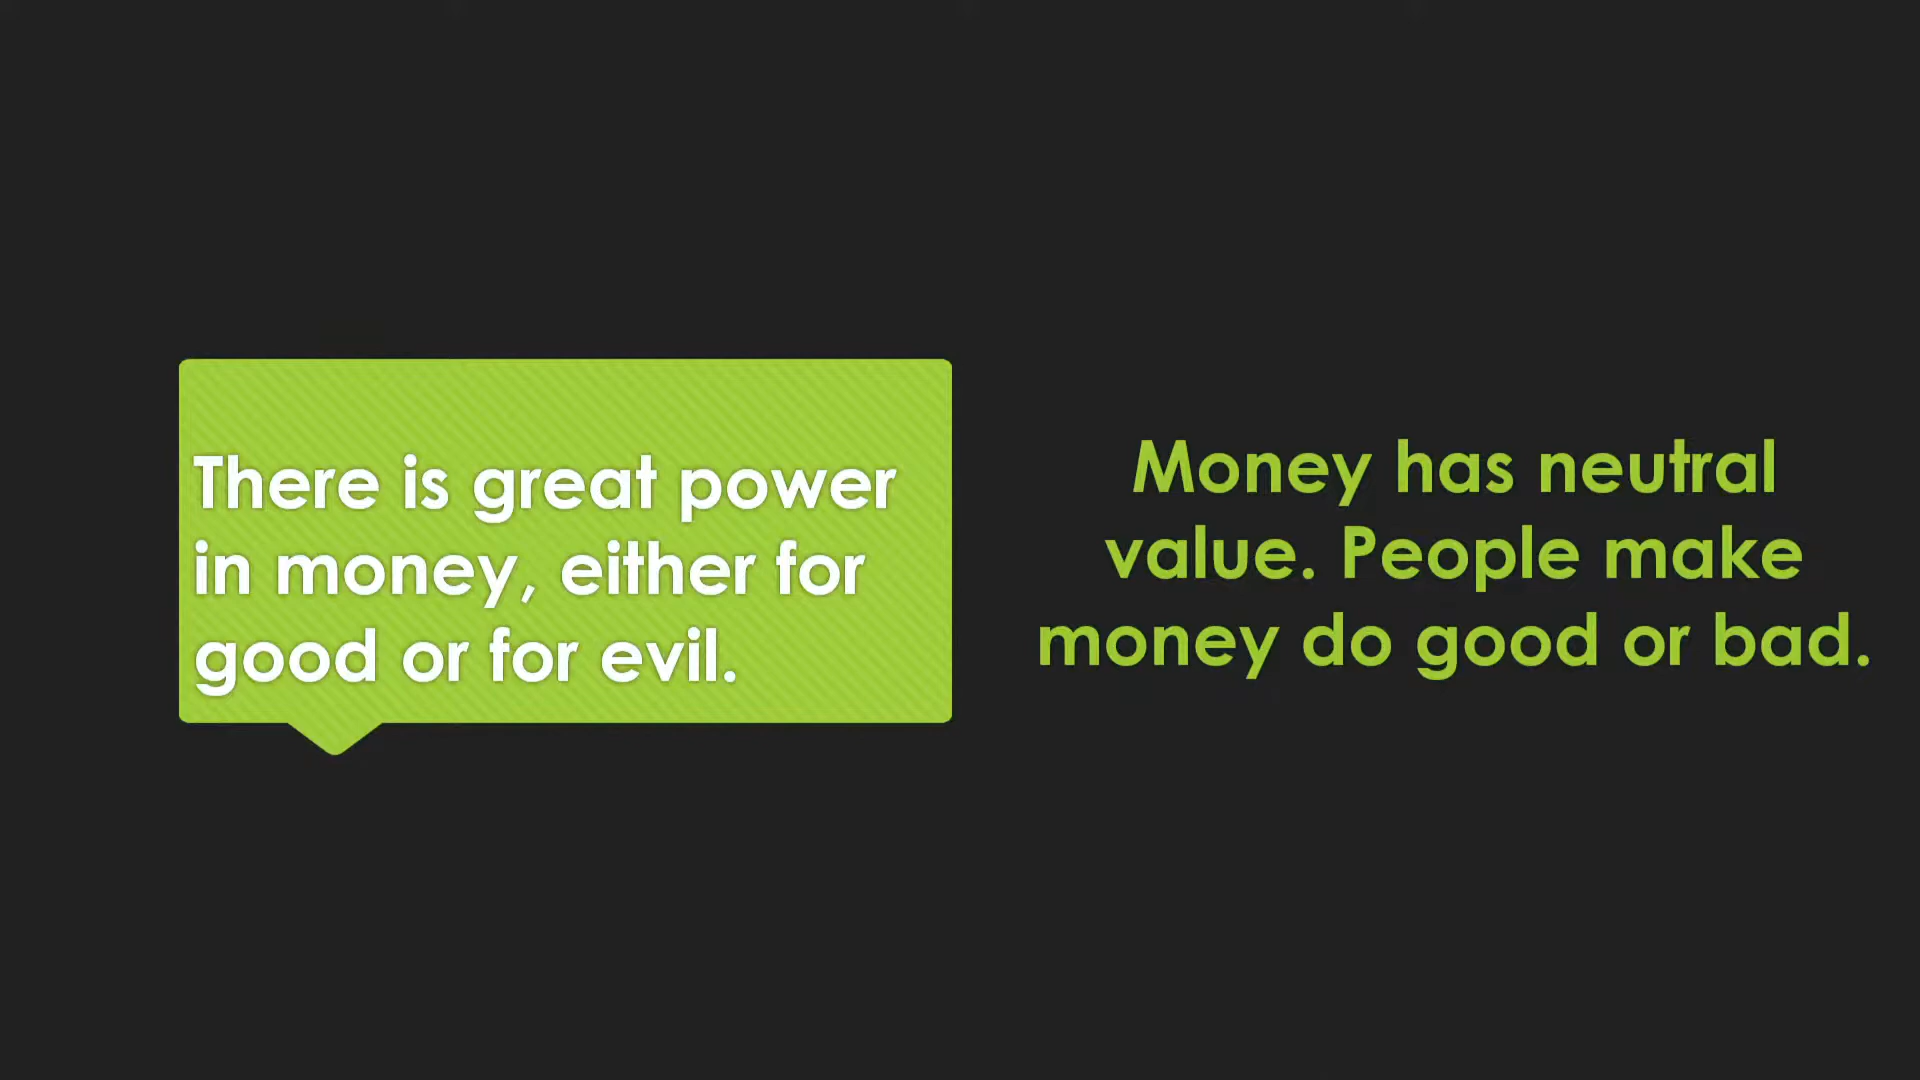 There is great power
in money, either for
good or for evil.
Money has neutral
value. People make
money do good or bad.